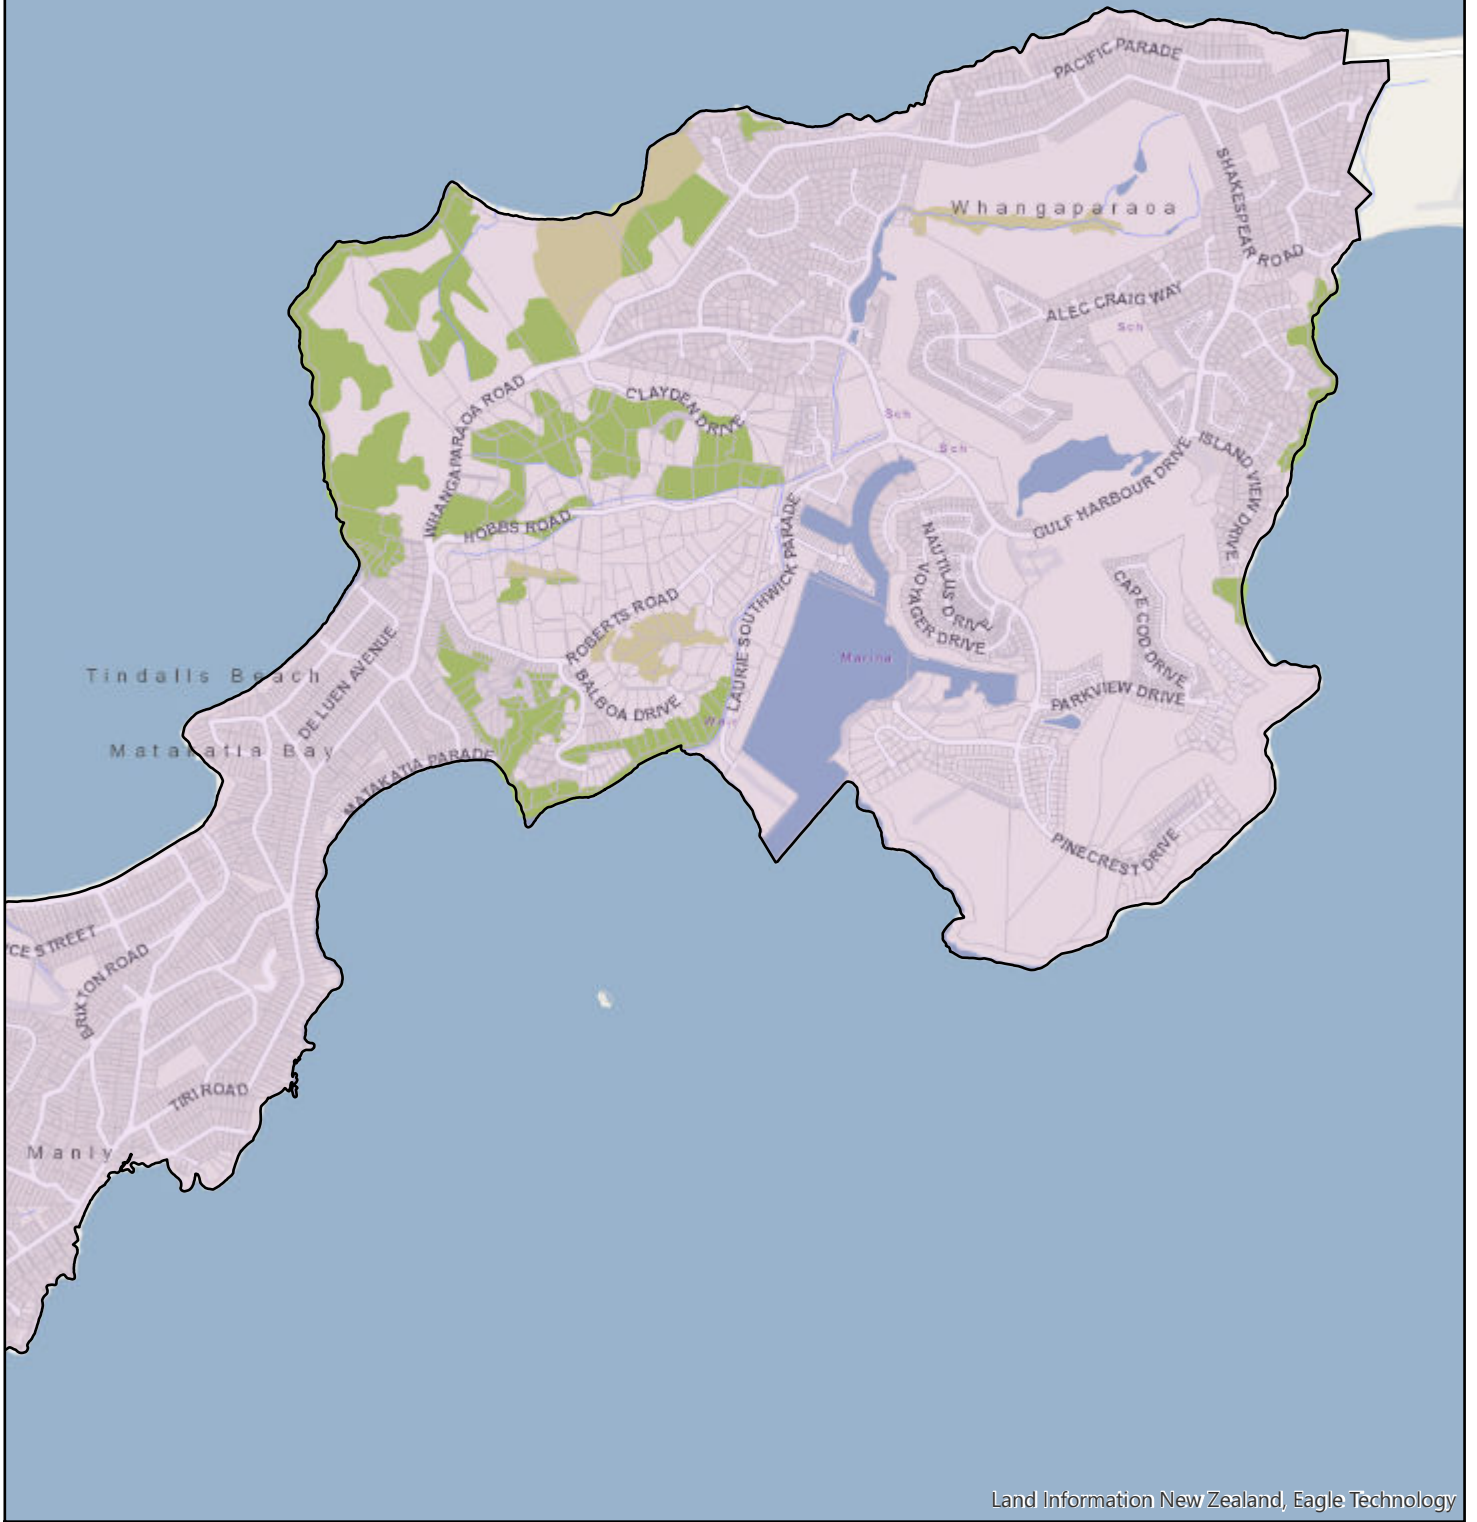 PACIFIC PARADE
SHAKESPEAR ROAD
Whangaparaoa
ALEC CRAIG WAY
Sch
WHANGAPARAOA ROAD
CLAYDEN DRIVE
Sch
Sch
ISLAND VIEW DRIVE
GULF HARBOUR DRIVE
HOBBS ROAD
LAURIE SOUTHWICK PARADE
NAUTILUS DRIVE
VOYAGER DRIVE
CAPE COD DRIVE
ROBERTS ROAD
DE LUEN AVENUE
Marina
Tindalls Beach
BALBOA DRIVE
PARKVIEW DRIVE
Weir
Matakatia Bay
MATAKATIA PARADE
PINECREST DRIVE
CE STREET
BRIXTON ROAD
TIRI ROAD
Manly
Land Information New Zealand, Eagle Technology